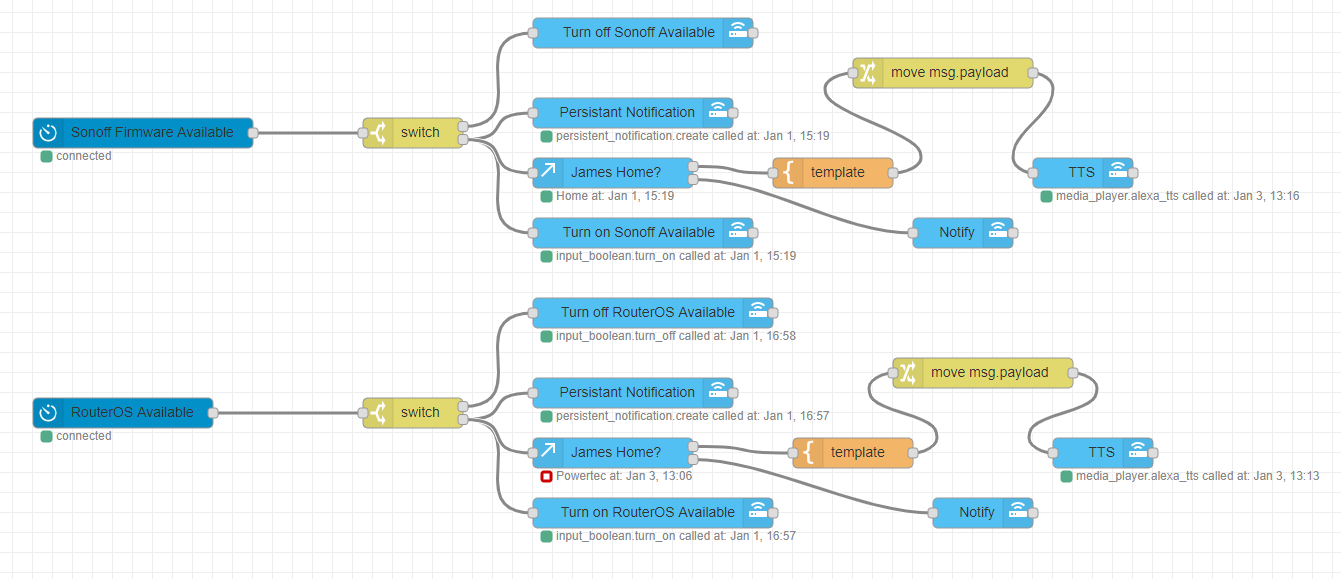 Turn off Sonoff Available
move msg.payload
Persistant Notification
Sonoff Firmware Available
switch
persistent_notification.create called at: Jan 1, 15:19
connected
James Home?
template
TTS
Home at: Jan 1, 15:19
media_player.alexa_tts called at: Jan 3, 13:16
Turn on Sonoff Available
Notify
input_boolean.turn_on called at: Jan 1, 15:19
Turn off RouterOS Available
input_boolean.turn_off called at: Jan 1, 16:58
move msg.payload
Persistant Notification
RouterOS Available
switch
persistent_notification.create called at: Jan 1, 16:57
connected
James Home?
template
TTS
Powertec at: Jan 3, 13:06
media_player.alexa_tts called at: Jan 3, 13:13
Turn on RouterOS Available
Notify
input_boolean.turn_on called at: Jan 1, 16:57